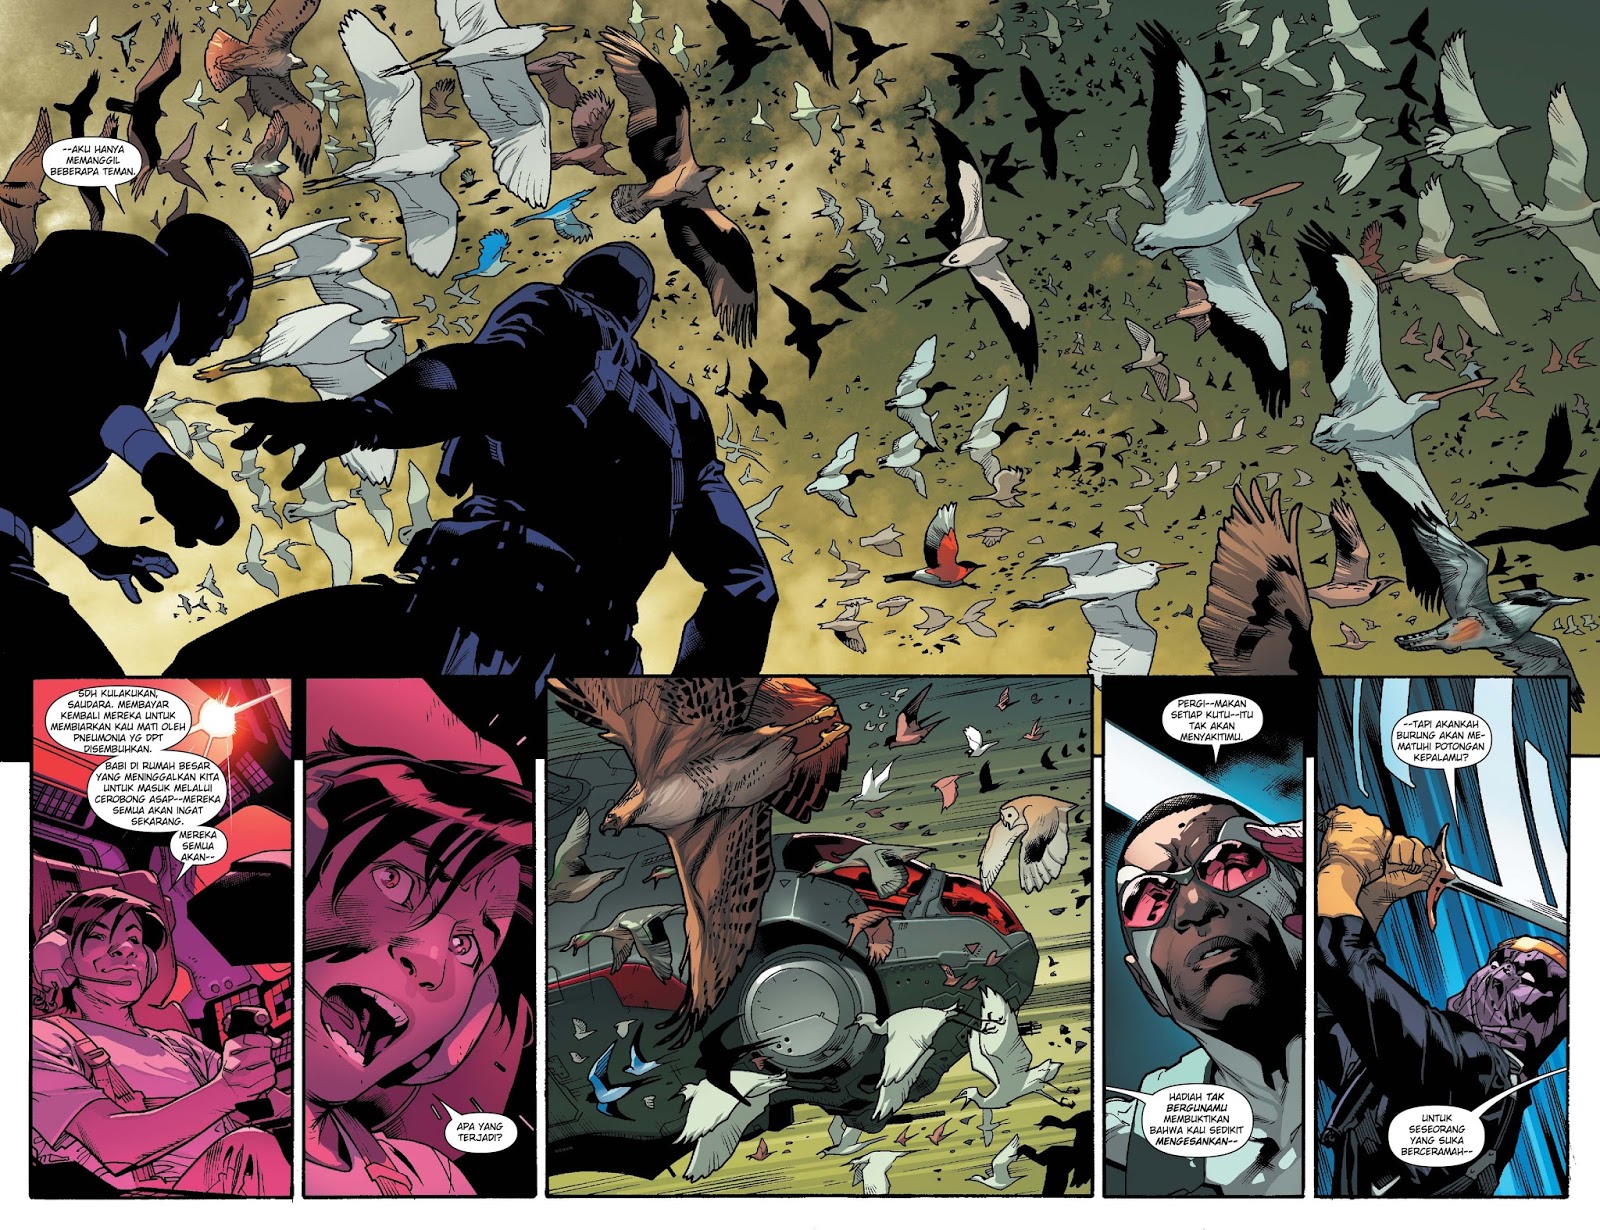 --AKU HANYA
MEMANGGIL
BEBERAPA TEMAN.
SDH KULAKUKAN,
SAUDARA. MEMBAYAR
KEMBALI MEREKA UNTUK
MEMBIARKAN KAU MATI OLEH
PNEUMONIA YG DPT
DISEMBUHKAN.
BABI DI RUMAH BESAR
YANG MENINGGALKAN KITA
UNTUK MASUK MELALUI
CEROBONG ASAP--MEREKA
SEMUA AKAN INGAT
SEKARANG.
MEREKA
SEMUA
AKAN--
APA YANG
TERJADI?
PERGI--MAKAN
SETIAP KUTU--ITU
TAK AKAN
MENYAKITIMU.
HADIAH TAK
BERGUNAMU
MEMBUKTIKAN
BAHWA KALI SEDIKIT
MENGESANKAN--
--TAPI AKANKAH
BURUNG AKAN ME-
MATUHI POTONGAN
KEPALAMU?
UNTUK
SESEORANG
YANG SUKA
BERCERAMAH--